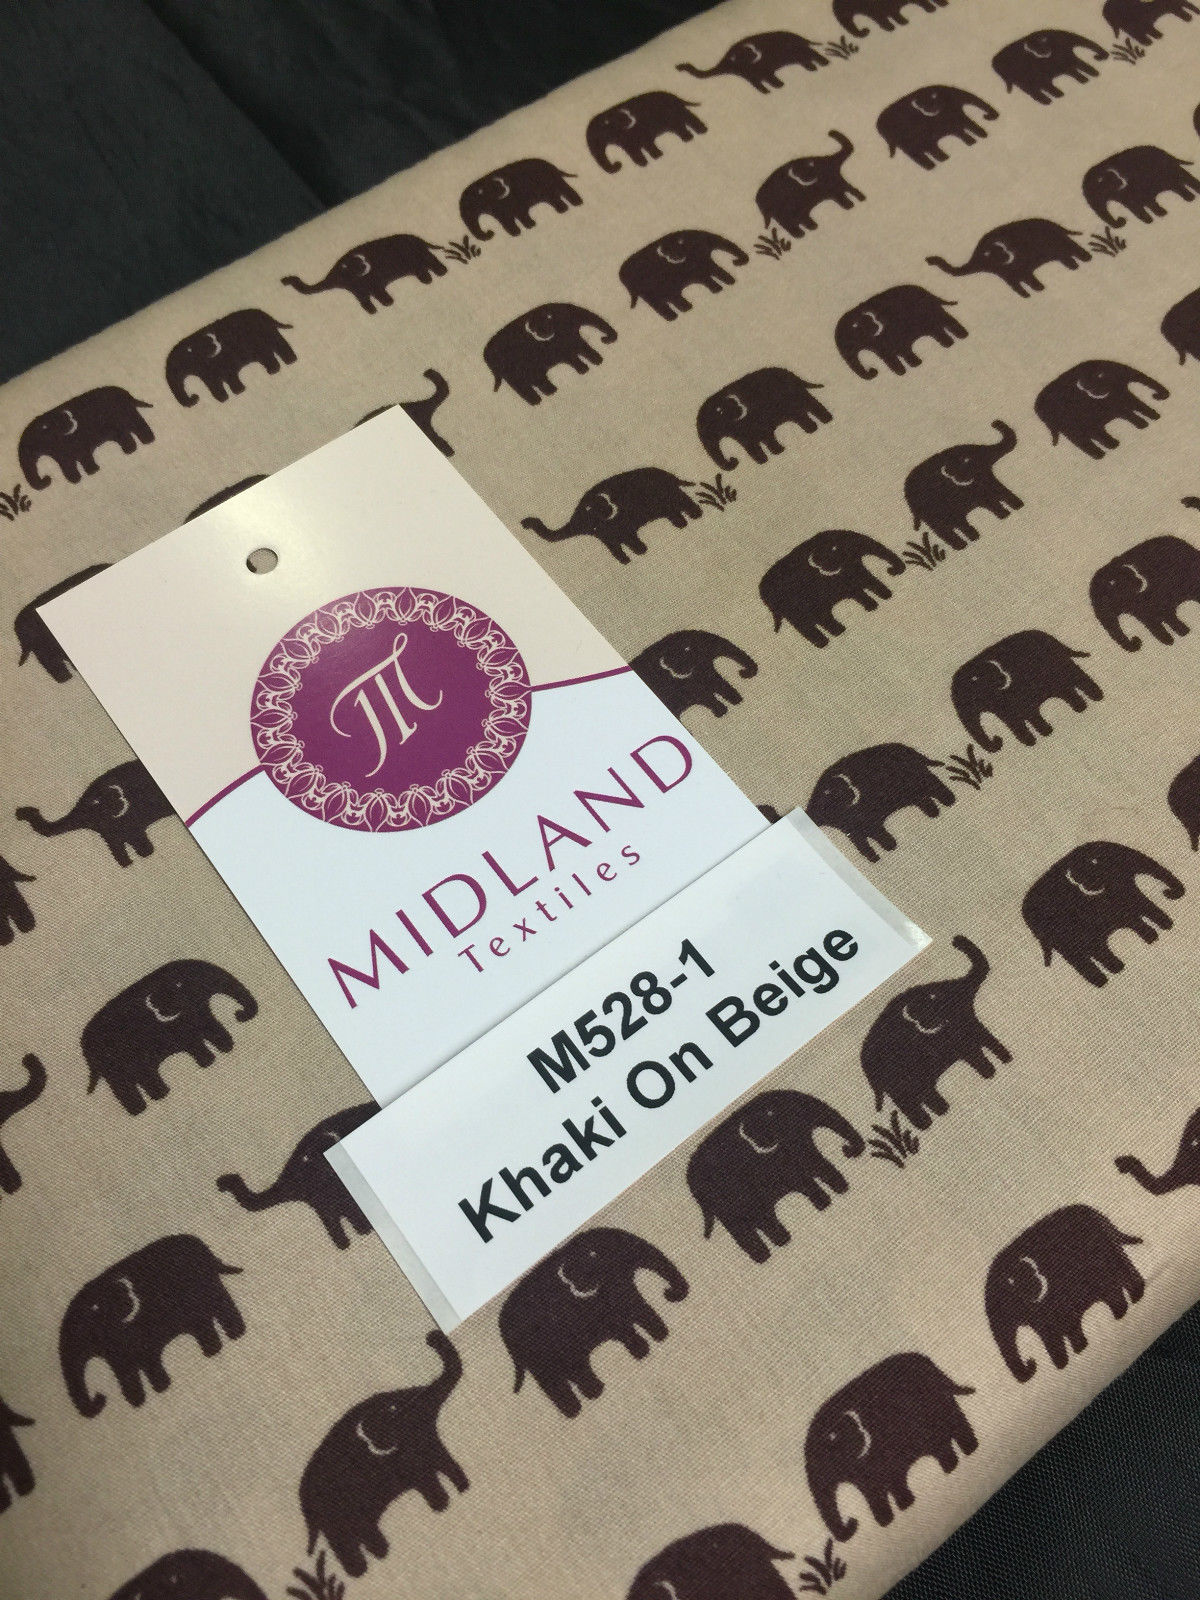 MIDLAND
Textiles
M528-1
Khaki On Beige